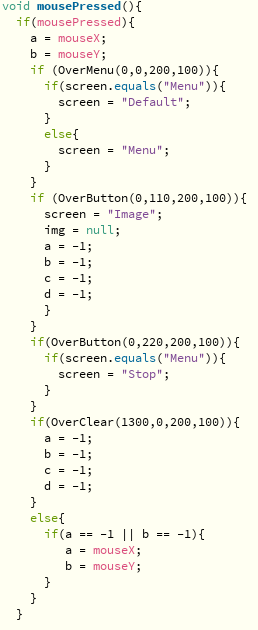 void mousePressed(){
if(mousePressed){
a = mouseX;
b = mouseY;
if (OverMenu(0,0,200,100)){
if(screen.equals("Menu")){
screen = "Default";
}
else{
screen = "Menu";
}
}
if (OverButton(0,110,200,100)){
screen = "Image";
img = null;
a = -1;
b = -1;
c = -1;
d = -1;
}
}
if(OverButton(0,220,200,100)){
if(screen.equals("Menu")){
screen = "Stop";
}
}
if(OverClear(1300,0,200,100)){
a = -1;
b = -1;
c = -1;
d = -1;
}
else{
if(a == -1 || b == -1){
a = mouseX;
b = mouseY;
}
}
}